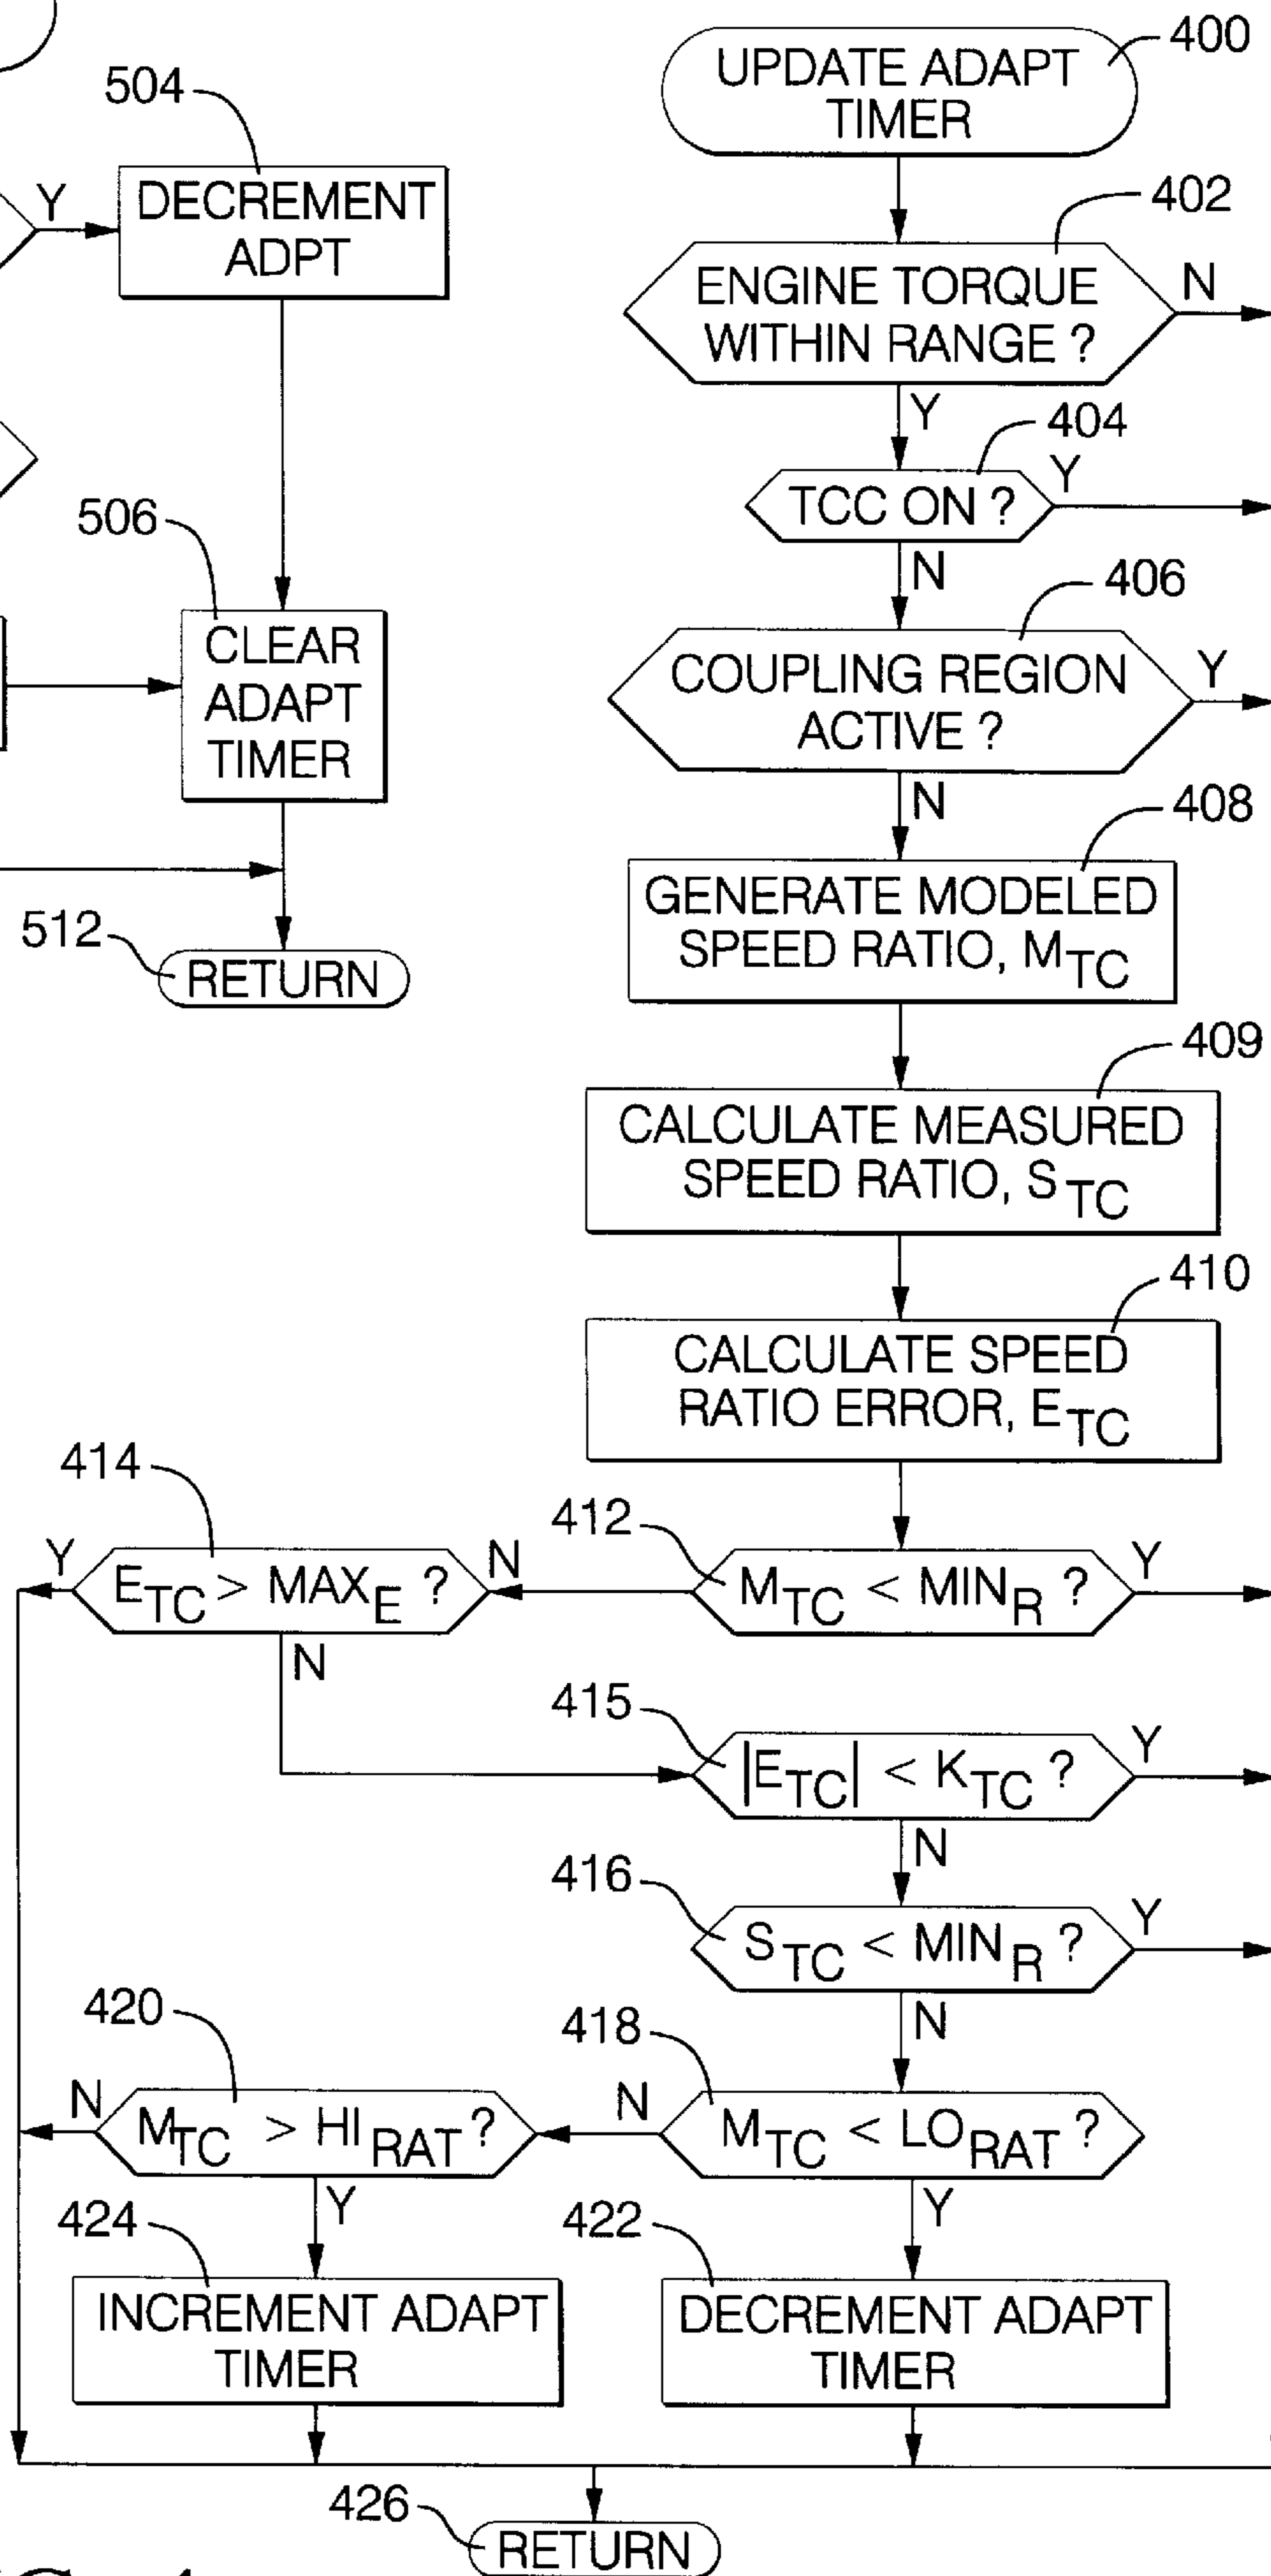 504
Y
DECREMENT
ADPT
506
CLEAR
ADAPT
TIMER
512
RETURN
400
UPDATE ADAPT
TIMER
402
ENGINE TORQUE
WITHIN RANGE ?
N
Y
404
TCC ON ?
Y
N
406
COUPLING REGION
ACTIVE ?
Y
N
408
GENERATE MODELED
SPEED RATIO, MTC
409
CALCULATE MEASURED
SPEED RATIO, STC
410
CALCULATE SPEED
RATIO ERROR, ETC
412
MTC < MINR ?
Y
N
414
ETC > MAXE ?
Y
N
415
|ETC| < KTC ?
Y
N
416
STC < MINR ?
Y
N
418
MTC < LORAT ?
N
Y
420
MTC > HIRAT ?
N
Y
424
INCREMENT ADAPT
TIMER
422
DECREMENT ADAPT
TIMER
426
RETURN